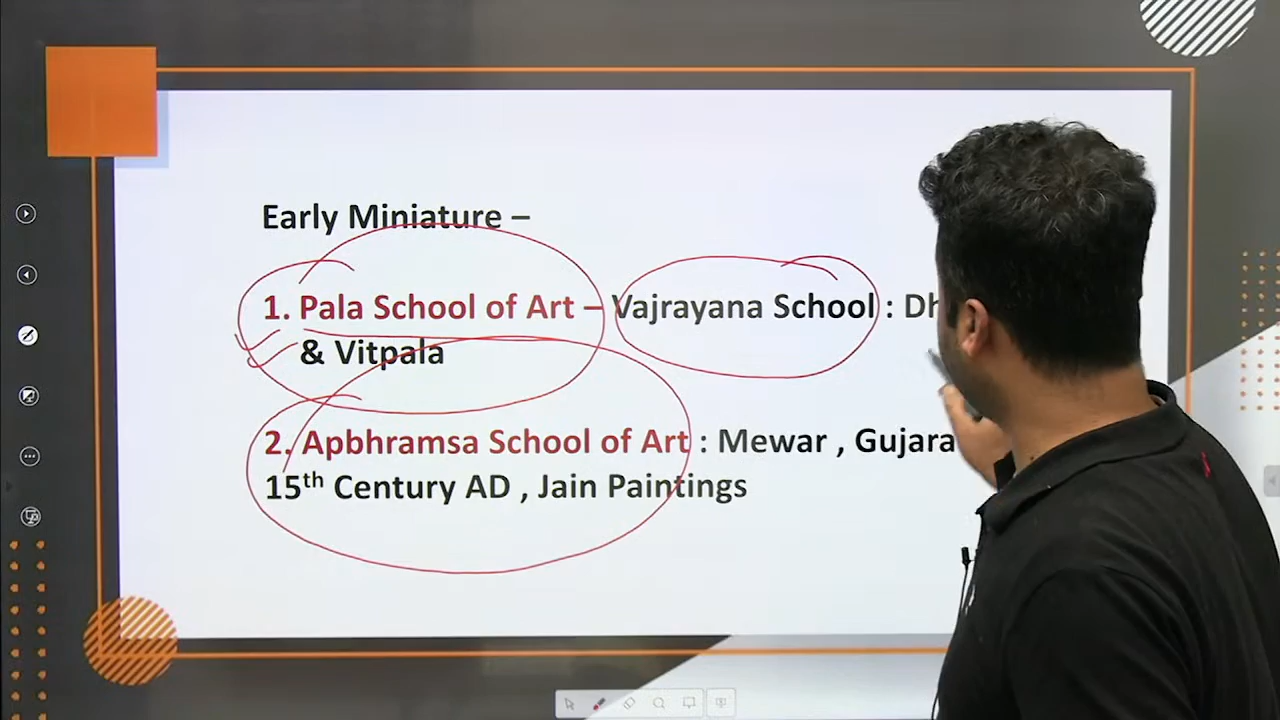 Early Miniature –
1. Pala School of Art – Vajrayana School : Dh
& Vitpala
2. Apbhramsa School of Art : Mewar , Gujara
15th Century AD , Jain Paintings